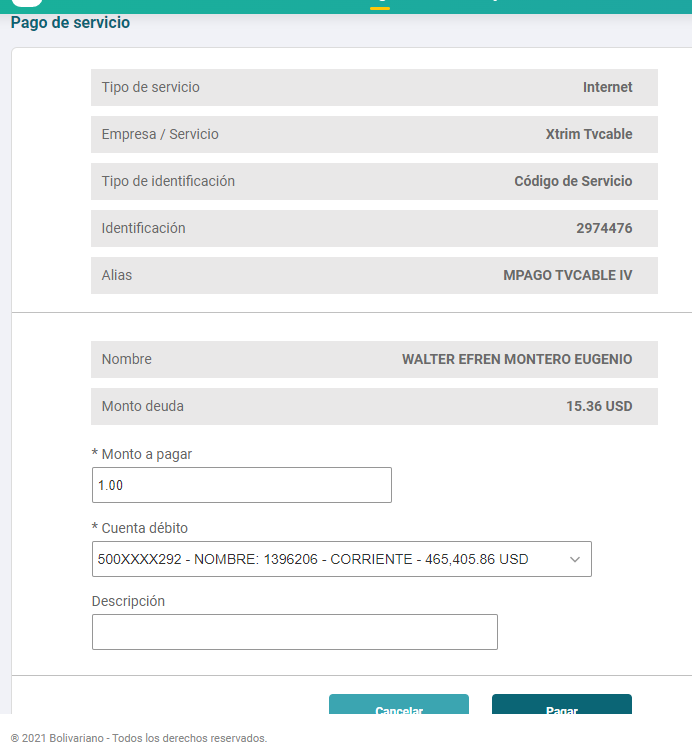 Pago de servicio
Tipo de servicio Internet
Empresa / Servicio Xtrim Tvcable
Tipo de identificación Código de Servicio
Identificación 2974476
Alias MPAGO TVCABLE IV
Nombre WALTER EFREN MONTERO EUGENIO
Monto deuda 15.36 USD
* Monto a pagar
1.00
* Cuenta débito
500XXXX292 - NOMBRE: 1396206 - CORRIENTE - 465,405.86 USD
Descripción
Cancelar Pagar
® 2021 Bolivariano - Todos los derechos reservados.